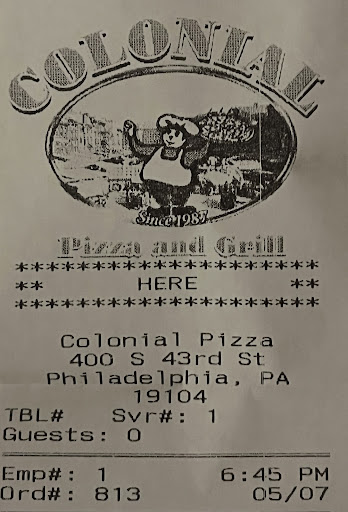 COLONIAL
Since 1987
Pizza and Grill
**********************
** HERE **
**********************
Colonial Pizza
400 S 43rd St
Philadelphia, PA
19104
TBL# Svr#: 1
Guests: 0
Emp#: 1 6:45 PM
Ord#: 813 05/07